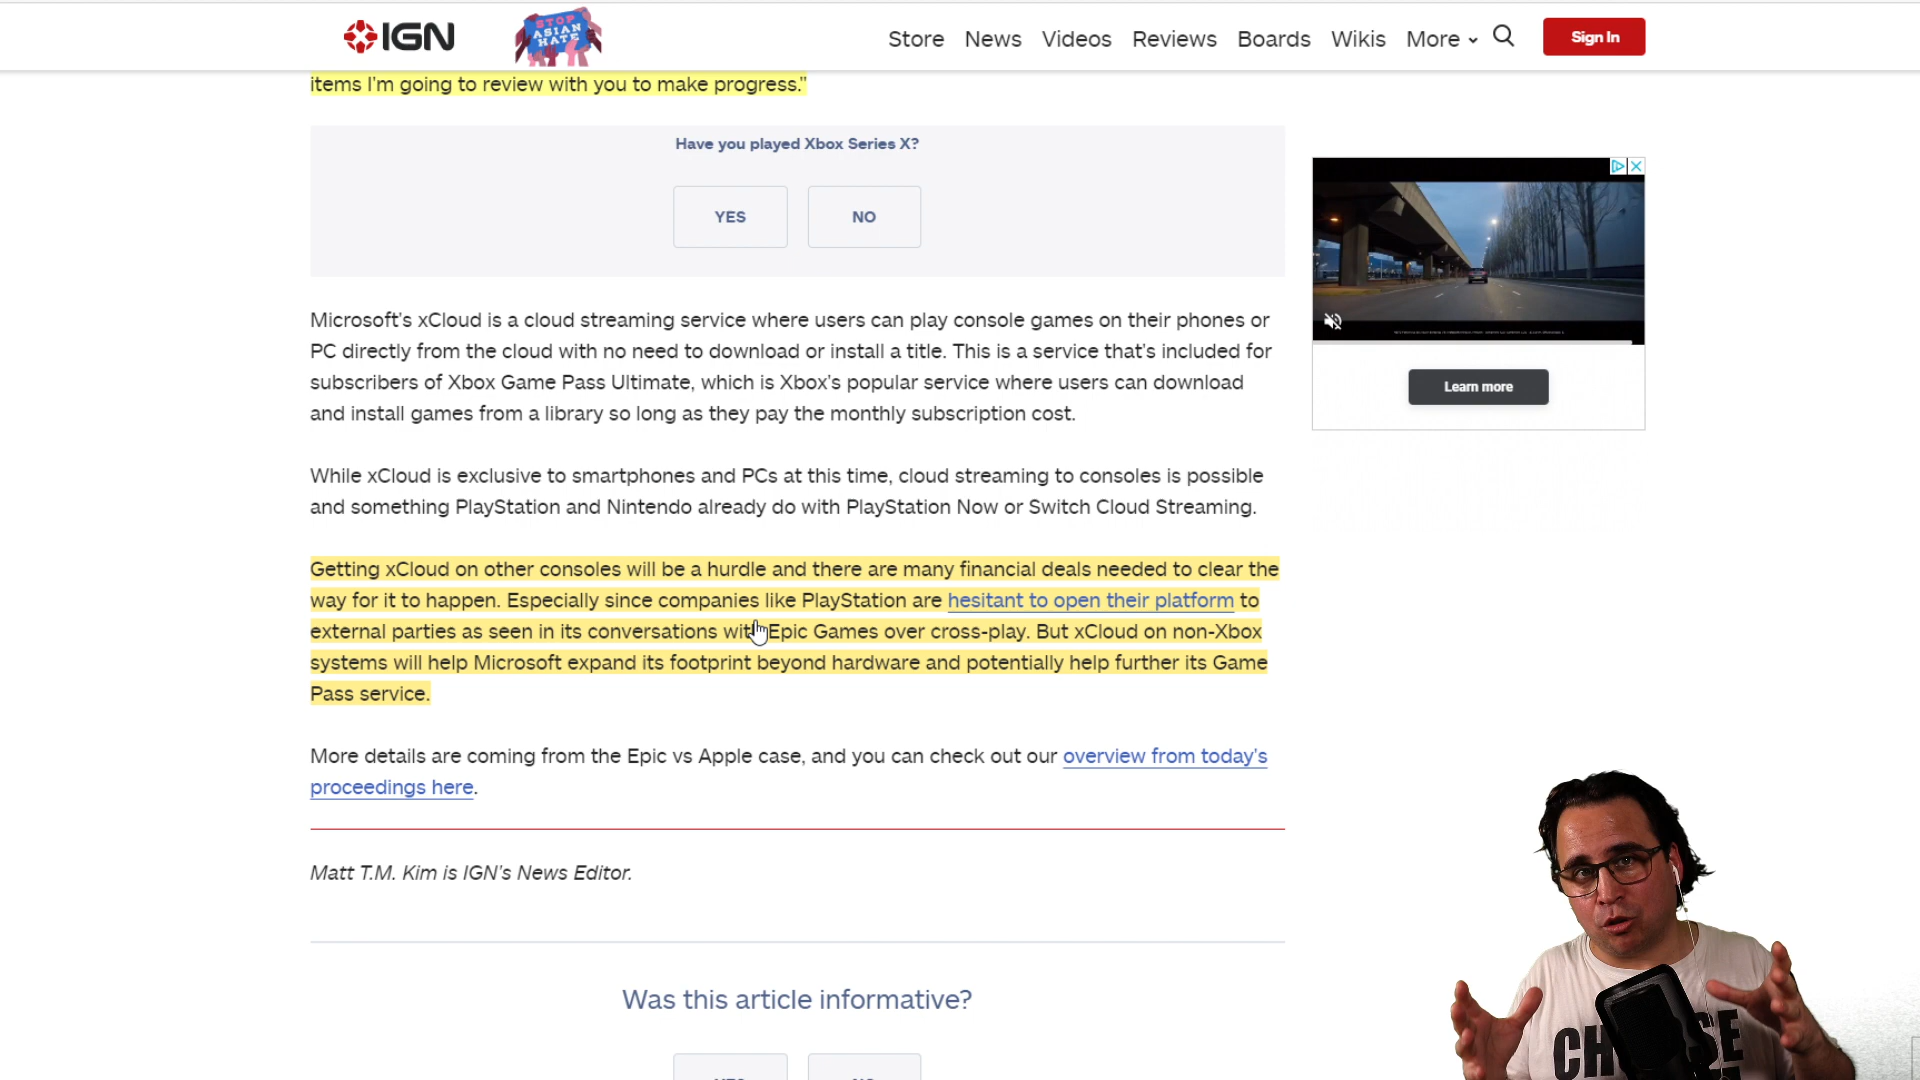 IGN
STOP
ASIAN
HATE
Store News Videos Reviews Boards Wikis More
Sign In
items I'm going to review with you to make progress."
Have you played Xbox Series X?
YES NO
Microsoft's xCloud is a cloud streaming service where users can play console games on their phones or
PC directly from the cloud with no need to download or install a title. This is a service that's included for
subscribers of Xbox Game Pass Ultimate, which is Xbox's popular service where users can download
and install games from a library so long as they pay the monthly subscription cost.
Learn more
While xCloud is exclusive to smartphones and PCs at this time, cloud streaming to consoles is possible
and something PlayStation and Nintendo already do with PlayStation Now or Switch Cloud Streaming.
Getting xCloud on other consoles will be a hurdle and there are many financial deals needed to clear the
way for it to happen. Especially since companies like PlayStation are hesitant to open their platform to
external parties as seen in its conversations with Epic Games over cross-play. But xCloud on non-Xbox
systems will help Microsoft expand its footprint beyond hardware and potentially help further its Game
Pass service.
More details are coming from the Epic vs Apple case, and you can check out our overview from today's
proceedings here.
Matt T.M. Kim is IGN's News Editor.
Was this article informative?
YES NO